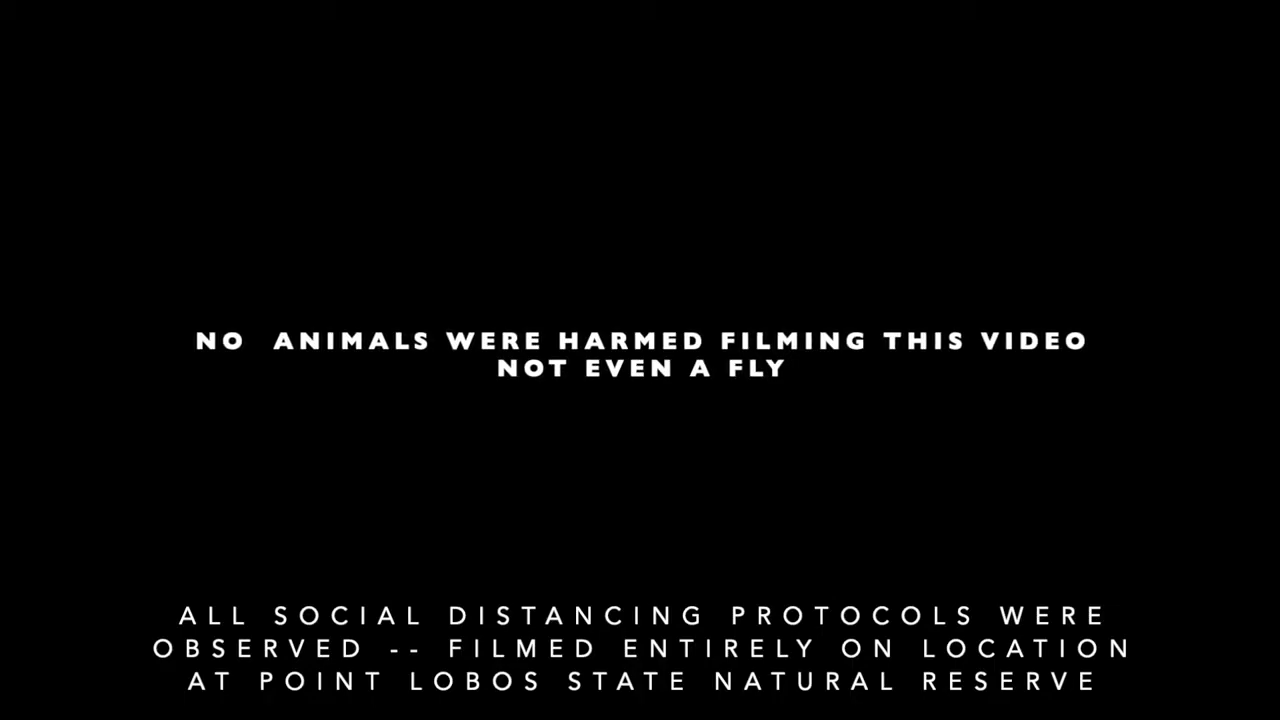 NO  ANIMALS WERE HARMED FILMING THIS VIDEO
NOT EVEN A FLY
ALL SOCIAL DISTANCING PROTOCOLS WERE
OBSERVED -- FILMED ENTIRELY ON LOCATION
AT POINT LOBOS STATE NATURAL RESERVE